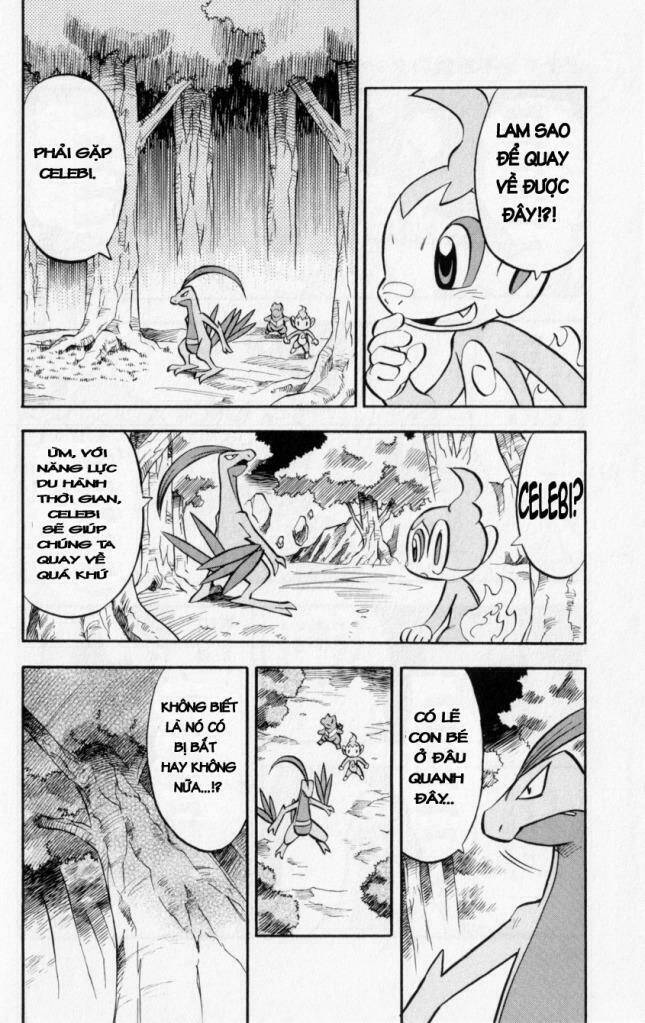 LAM SAO
ĐỂ QUAY
VỀ ĐƯỢC
ĐÂY!?!
PHẢI GẶP
CELEBI.
CELEBI?
ỪM, VỚI
NĂNG LỰC
DU HÀNH
THỜI GIAN,
CELEBI
SẼ GIÚP
CHÚNG TA
QUAY VỀ
QUÁ KHỨ
CÓ LẼ
CON BÉ
Ở ĐÂU
QUANH
ĐÂY..
KHÔNG BIẾT
LÀ NÓ CÓ
BỊ BẮT
HAY KHÔNG
NỮA...!?